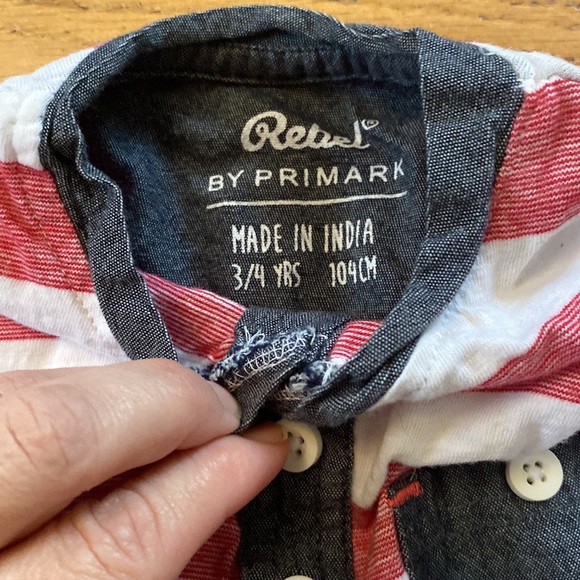 Rebel®
BY PRIMARK
MADE IN INDIA
3/4 YRS 104CM